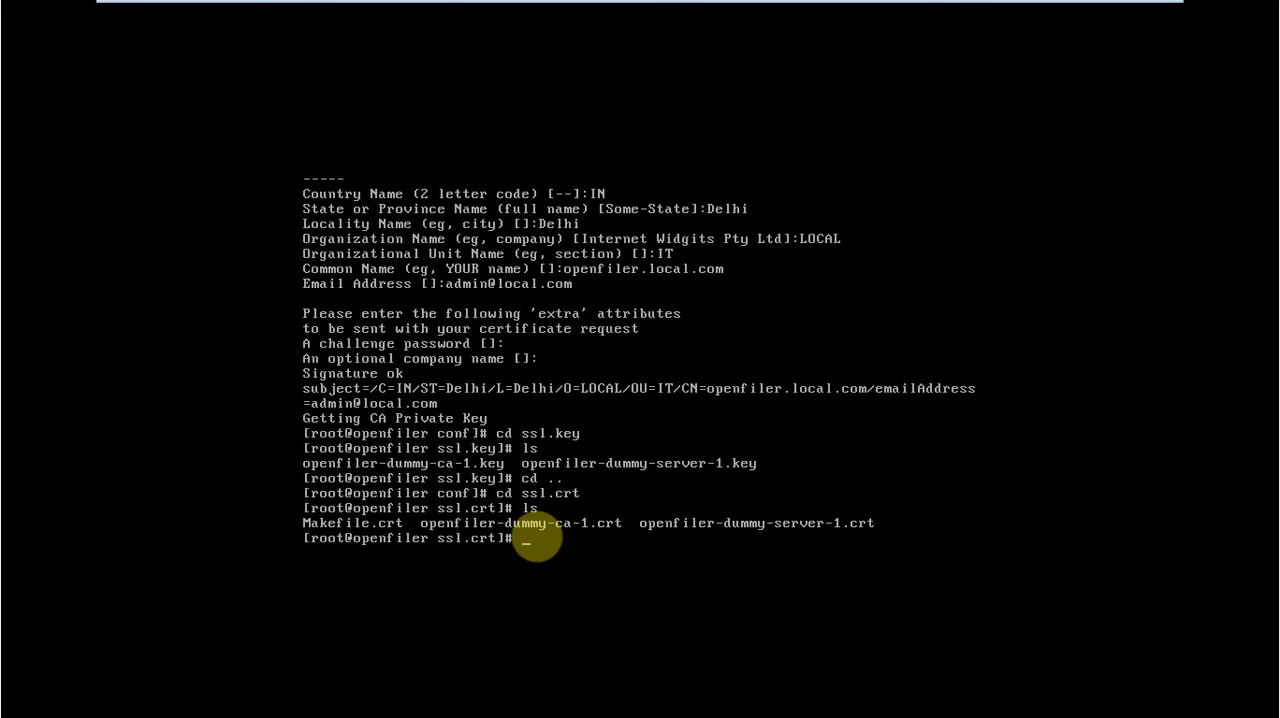 -----
Country Name (2 letter code) [--]:IN
State or Province Name (full name) [Some-State]:Delhi
Locality Name (eg, city) []:Delhi
Organization Name (eg, company) [Internet Widgits Pty Ltd]:LOCAL
Organizational Unit Name (eg, section) []:IT
Common Name (eg, YOUR name) []:openfiler.local.com
Email Address []:admin@local.com
Please enter the following 'extra' attributes
to be sent with your certificate request
A challenge password []:
An optional company name []:
Signature ok
subject=/C=IN/ST=Delhi/L=Delhi/O=LOCAL/OU=IT/CN=openfiler.local.com/emailAddress
=admin@local.com
Getting CA Private Key
[root@openfiler conf]# cd ssl.key
[root@openfiler ssl.key]# ls
openfiler-dummy-ca-1.key  openfiler-dummy-server-1.key
[root@openfiler ssl.key]# cd ..
[root@openfiler conf]# cd ssl.crt
[root@openfiler ssl.crt]# ls
Makefile.crt  openfiler-dummy-ca-1.crt  openfiler-dummy-server-1.crt
[root@openfiler ssl.crt]# _